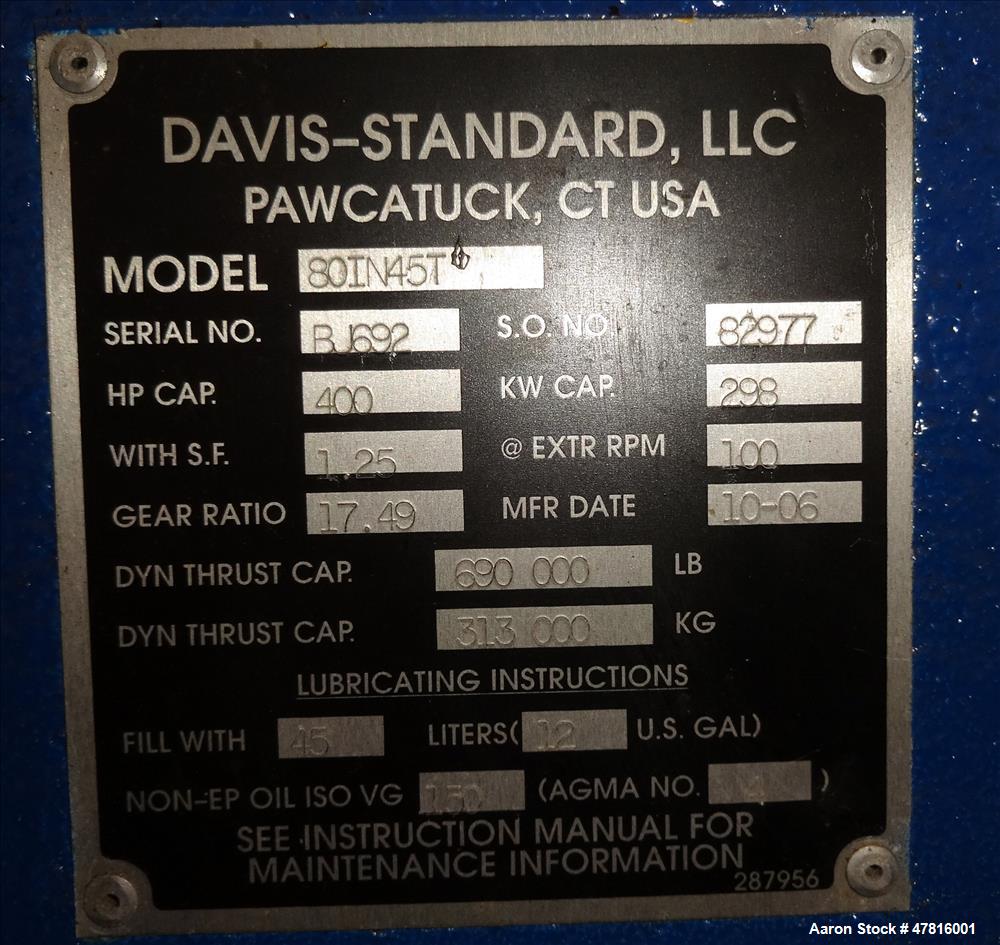 DAVIS-STANDARD, LLC
PAWCATUCK, CT USA
MODEL 80IN45T
SERIAL NO. BJ692 S.O. NO. 82977
HP CAP. 400 KW CAP. 298
WITH S.F. 1.25 @ EXTR RPM 100
GEAR RATIO 17.49 MFR DATE 10-06
DYN THRUST CAP. 690 000 LB
DYN THRUST CAP. 313 000 KG
LUBRICATING INSTRUCTIONS
FILL WITH 45 LITERS( 12 U.S. GAL)
NON-EP OIL ISO VG 150 (AGMA NO. )
SEE INSTRUCTION MANUAL FOR
MAINTENANCE INFORMATION
287956
Aaron Stock # 47816001